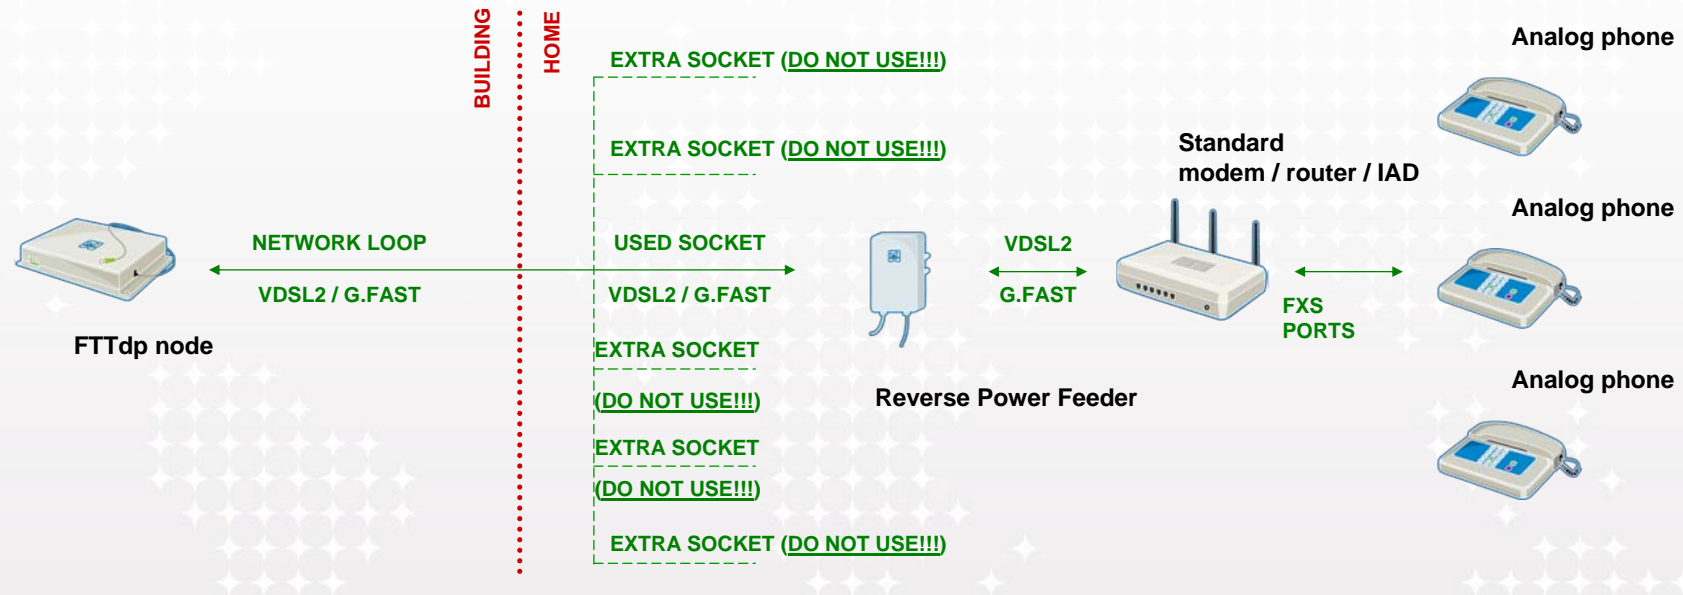 BUILDING
HOME
EXTRA SOCKET (DO NOT USE!!!)
Analog phone
EXTRA SOCKET (DO NOT USE!!!)
Standard
modem / router / IAD
Analog phone
NETWORK LOOP
USED SOCKET
VDSL2
VDSL2 / G.FAST
VDSL2 / G.FAST
G.FAST
FXS
PORTS
FTTdp node
EXTRA SOCKET
(DO NOT USE!!!)
Reverse Power Feeder
Analog phone
EXTRA SOCKET
(DO NOT USE!!!)
EXTRA SOCKET (DO NOT USE!!!)